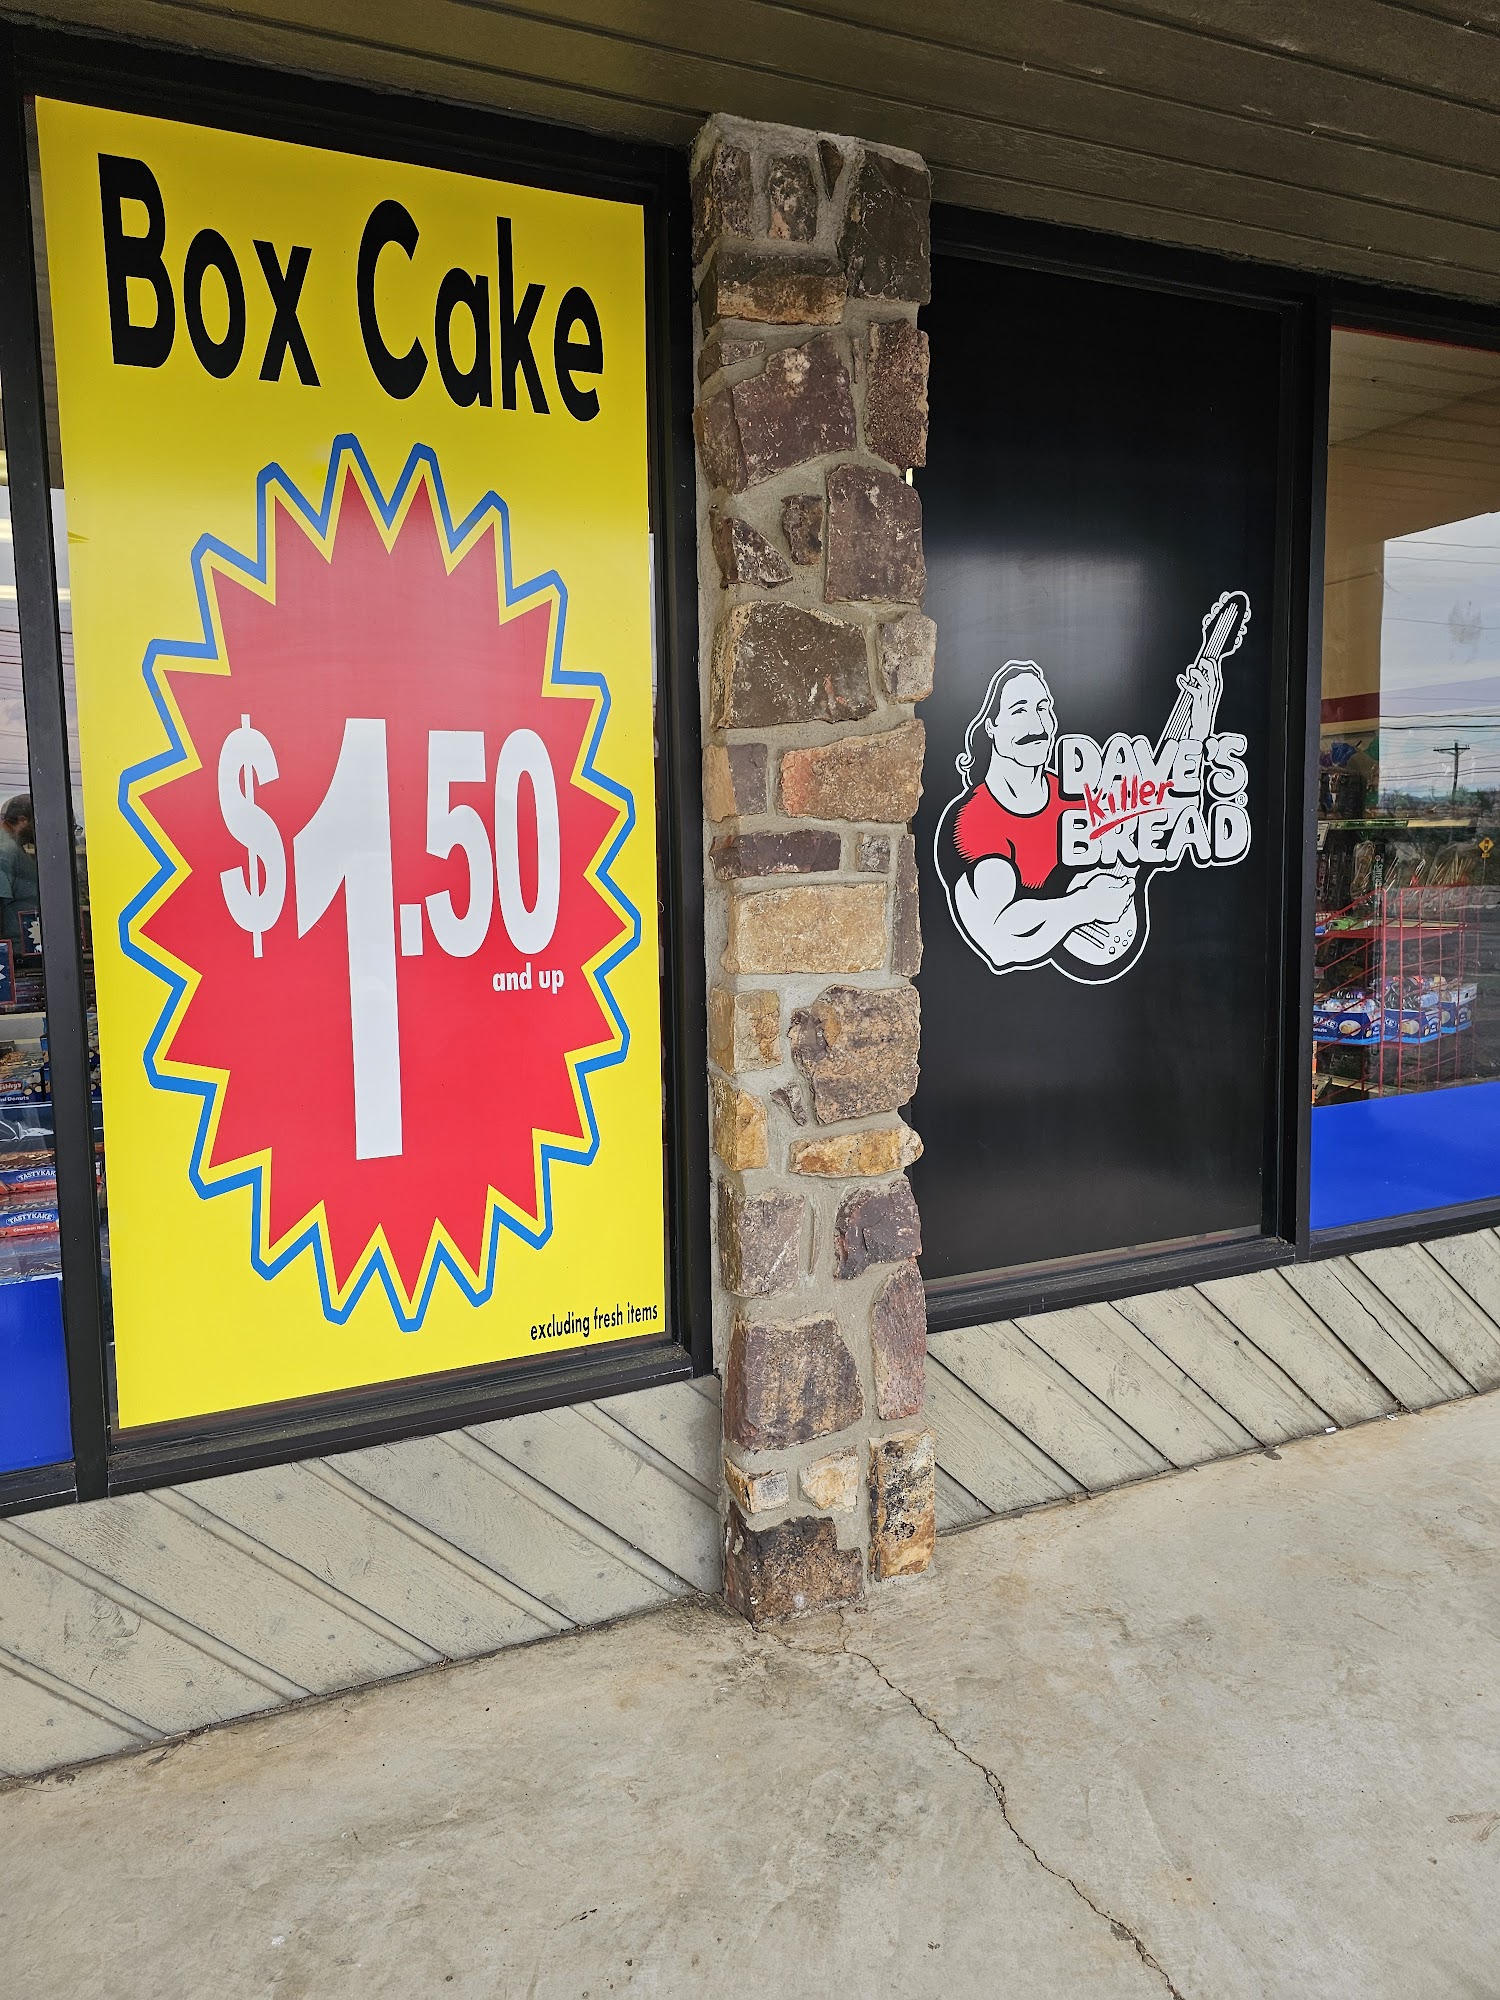 Box Cake
$1.50
and up
excluding fresh items
DAVE'S
Killer
BREAD®
TASTYKAKE
TASTYKAKE